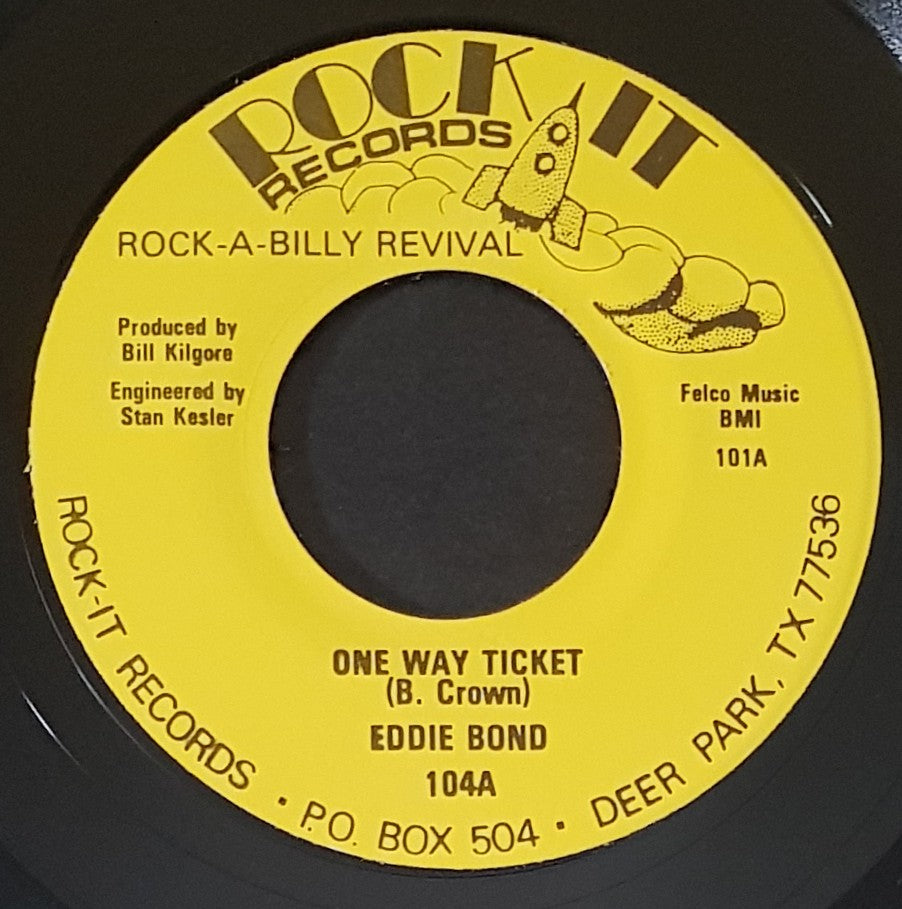 ROCK IT
RECORDS
ROCK-A-BILLY REVIVAL
Produced by
Bill Kilgore
Engineered by
Stan Kesler
Felco Music
BMI
101A
ONE WAY TICKET
(B. Crown)
EDDIE BOND
104A
ROCK-IT RECORDS • P.O. BOX 504 • DEER PARK, TX 77536